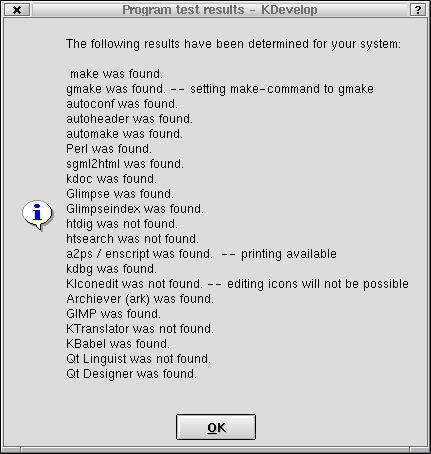 Program test results - KDevelop
The following results have been determined for your system:
make was found.
gmake was found. -- setting make-command to gmake
autoconf was found.
autoheader was found.
automake was found.
Perl was found.
sgml2html was found.
kdoc was found.
Glimpse was found.
Glimpseindex was found.
htdig was not found.
htsearch was not found.
a2ps / enscript was found. -- printing available
kdbg was found.
KIconedit was not found. -- editing icons will not be possible
Archiever (ark) was found.
GIMP was found.
KTranslator was not found.
KBabel was found.
Qt Linguist was not found.
Qt Designer was found.
OK